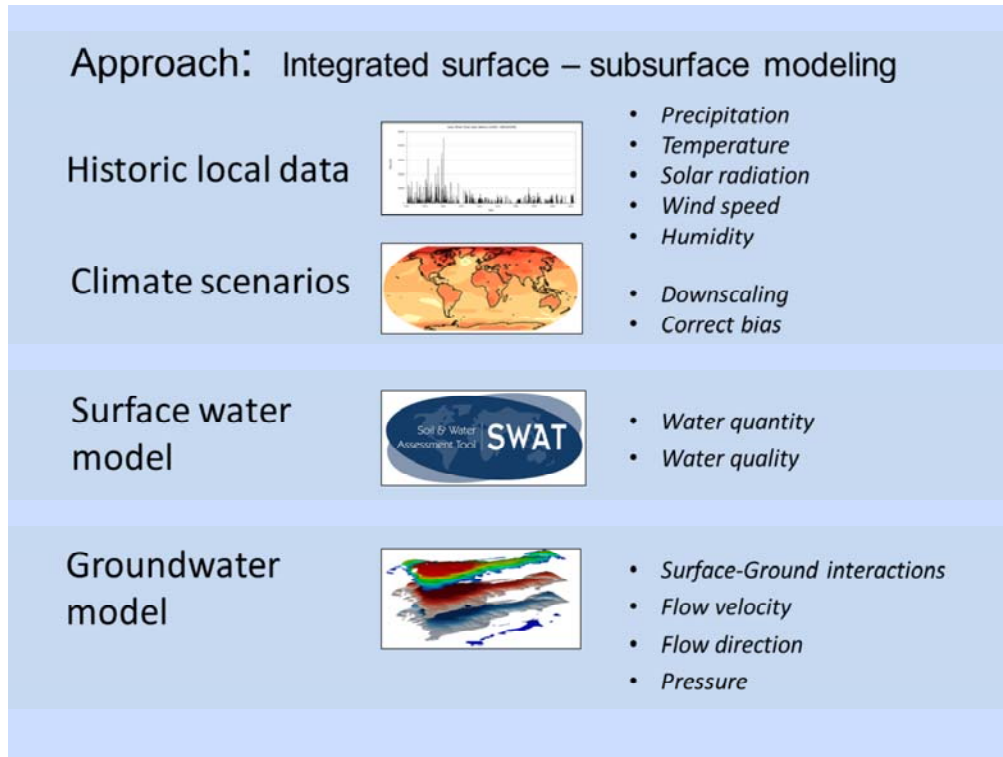 Approach: Integrated surface – subsurface modeling
Historic local data
• Precipitation
• Temperature
• Solar radiation
• Wind speed
• Humidity
Climate scenarios
• Downscaling
• Correct bias
Surface water
model
Soil & Water
Assessment Tool
SWAT
• Water quantity
• Water quality
Groundwater
model
• Surface-Ground interactions
• Flow velocity
• Flow direction
• Pressure